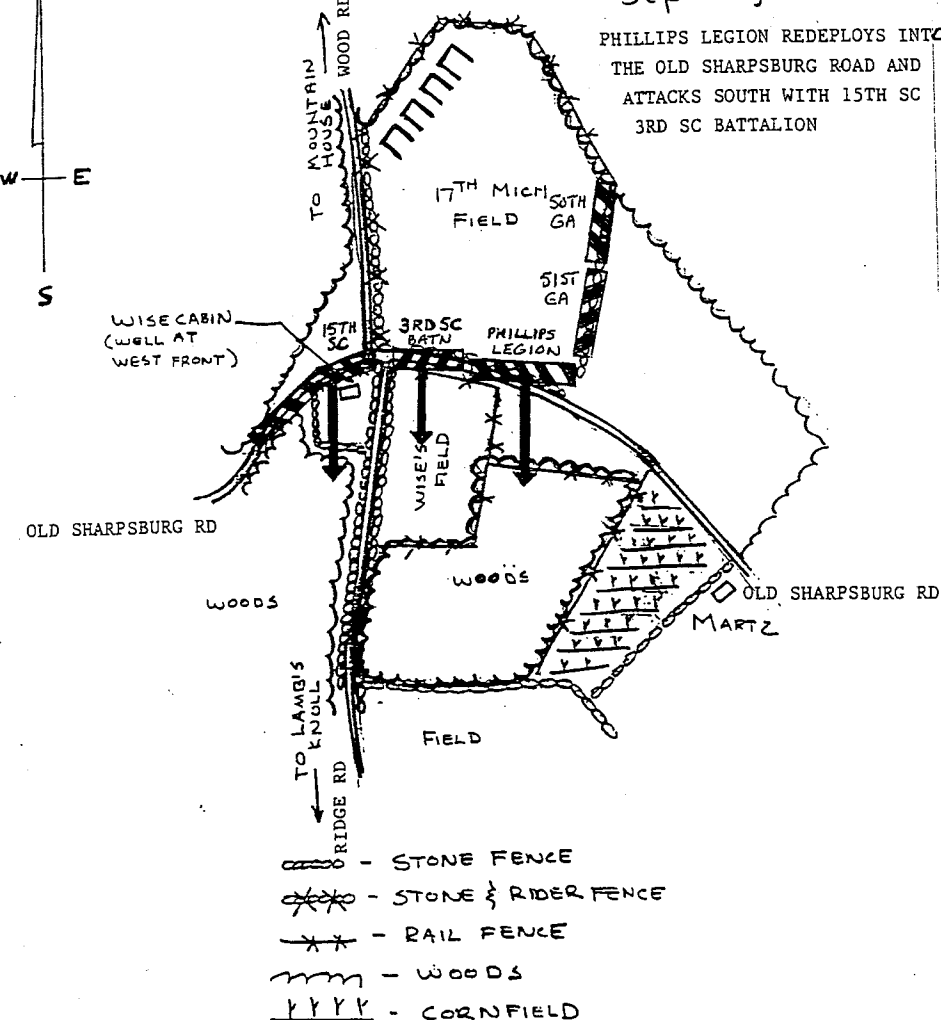 PHILLIPS LEGION REDEPLOYS INTO
THE OLD SHARPSBURG ROAD AND
ATTACKS SOUTH WITH 15TH SC
3RD SC BATTALION
WOOD RD
TO MOUNTAIN
HOUSE
W E
S
17TH MICH
FIELD
50TH
GA
51ST
GA
WISE CABIN
(WELL AT
WEST FRONT)
15TH
SC
3RD SC
BATN
PHILLIPS
LEGION
WISE'S
FIELD
OLD SHARPSBURG RD
WOODS
WOODS
OLD SHARPSBURG RD
MARTZ
TO LAMB'S
KNOLL
RIDGE RD
FIELD
- STONE FENCE
- STONE & RIDER FENCE
- RAIL FENCE
- WOODS
- CORNFIELD